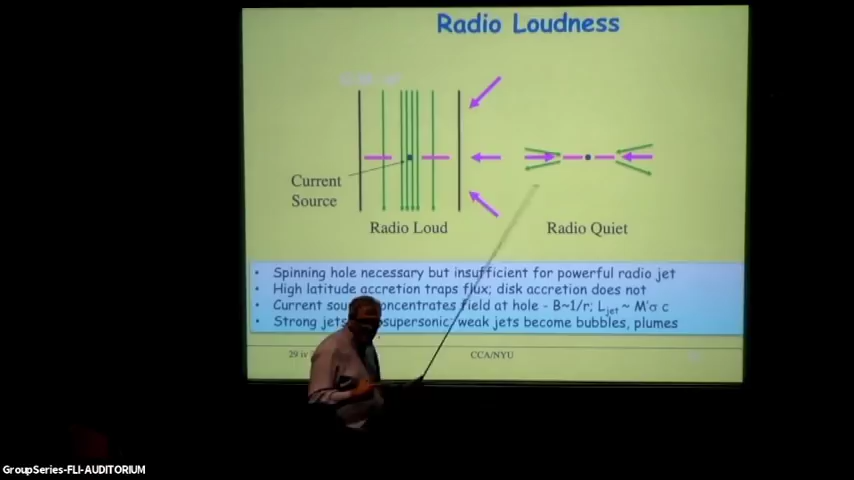 Radio Loudness
Current
Source
Radio Loud
Radio Quiet
• Spinning hole necessary but insufficient for powerful radio jet
• High latitude accretion traps flux; disk accretion does not
• Current concentrates field at hole - B~1/r; Ljet ~ M'σ c
• Strong jets supersonic; weak jets become bubbles, plumes
29
CCA/NYU
GroupSeries-FLI-AUDITORIUM